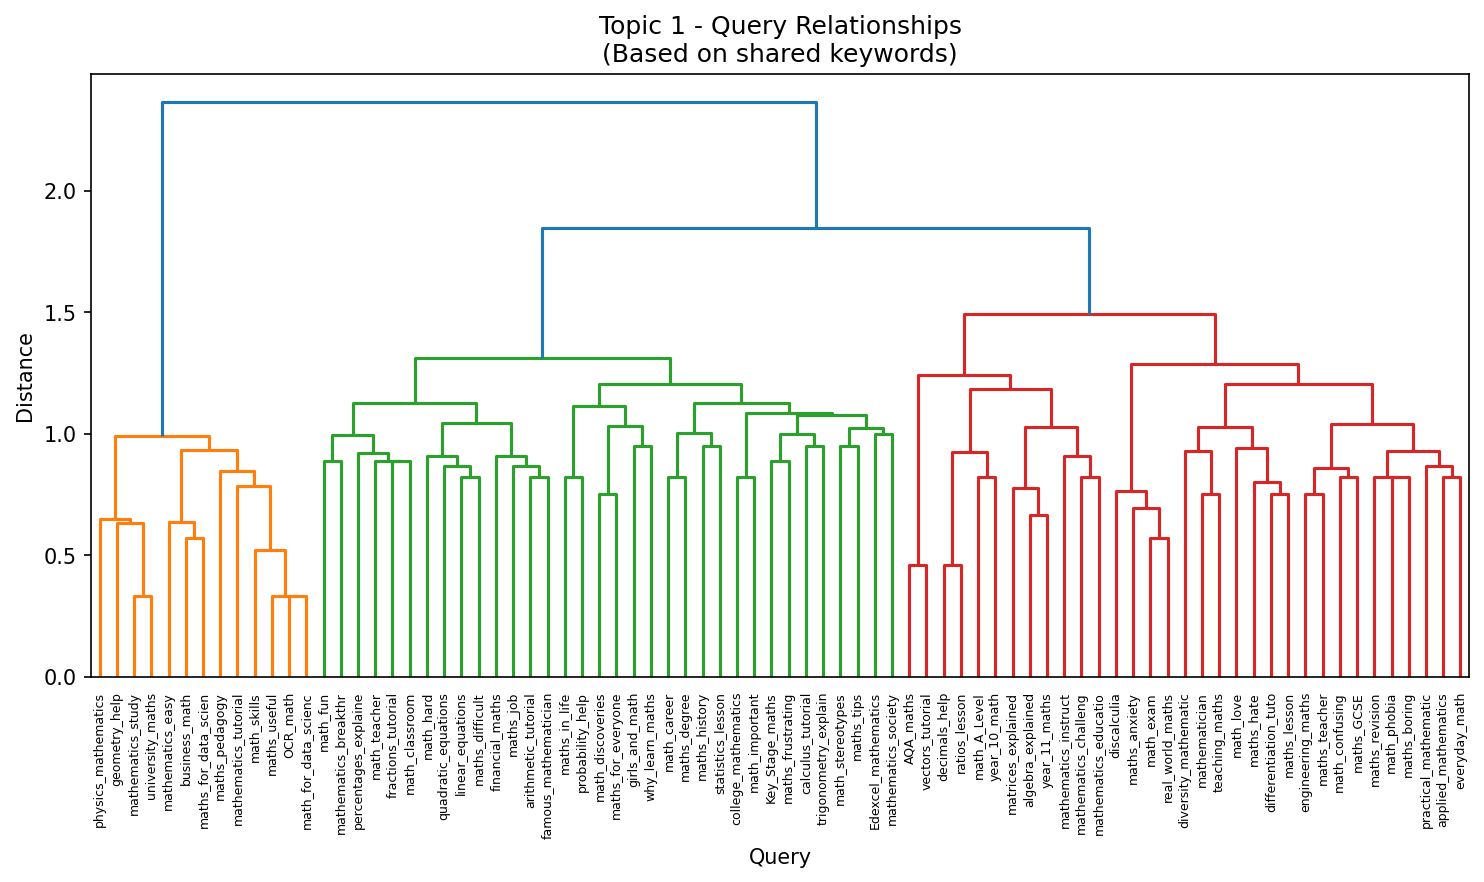 Topic 1 - Query Relationships
(Based on shared keywords)
Distance
2.0
1.5
1.0
0.5
0.0
physics_mathematics
geometry_help
mathematics_study
university_maths
mathematics_easy
business_math
maths_for_data_scien
maths_pedagogy
mathematics_tutorial
math_skills
maths_useful
OCR_math
math_for_data_scienc
math_fun
mathematics_breakthr
percentages_explaine
math_teacher
fractions_tutorial
math_classroom
math_hard
quadratic_equations
linear_equations
maths_difficult
financial_maths
maths_job
arithmetic_tutorial
famous_mathematician
maths_in_life
probability_help
math_discoveries
maths_for_everyone
girls_and_math
why_learn_maths
math_career
maths_degree
maths_history
statistics_lesson
college_mathematics
math_important
Key_Stage_maths
maths_frustrating
calculus_tutorial
trigonometry_explain
math_stereotypes
maths_tips
Edexcel_mathematics
mathematics_society
AQA_maths
vectors_tutorial
decimals_help
ratios_lesson
math_A_Level
year_10_math
matrices_explained
algebra_explained
year_11_maths
mathematics_instruct
mathematics_challeng
mathematics_educatio
discalculia
maths_anxiety
math_exam
real_world_maths
diversity_mathematic
mathematician
teaching_maths
math_love
maths_hate
differentiation_tuto
maths_lesson
engineering_maths
maths_teacher
math_confusing
maths_GCSE
maths_revision
math_phobia
maths_boring
practical_mathematic
applied_mathematics
everyday_math
Query